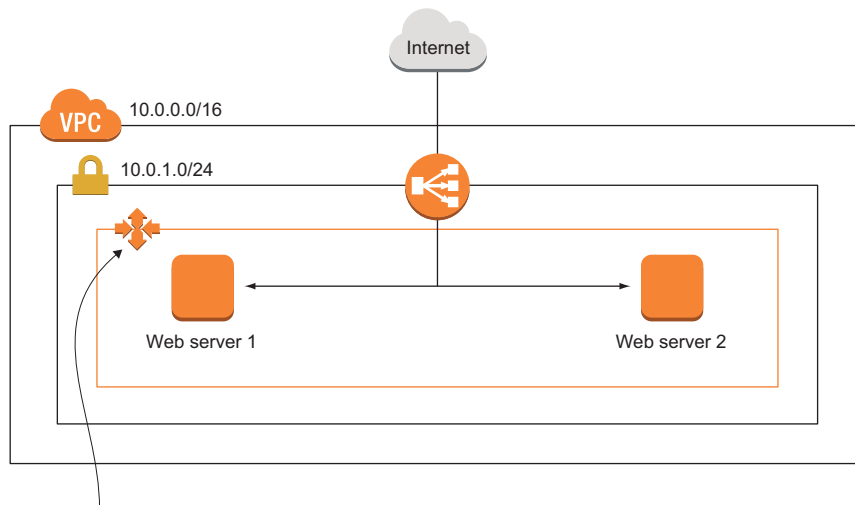 Internet
VPC
10.0.0.0/16
10.0.1.0/24
Web server 1
Web server 2